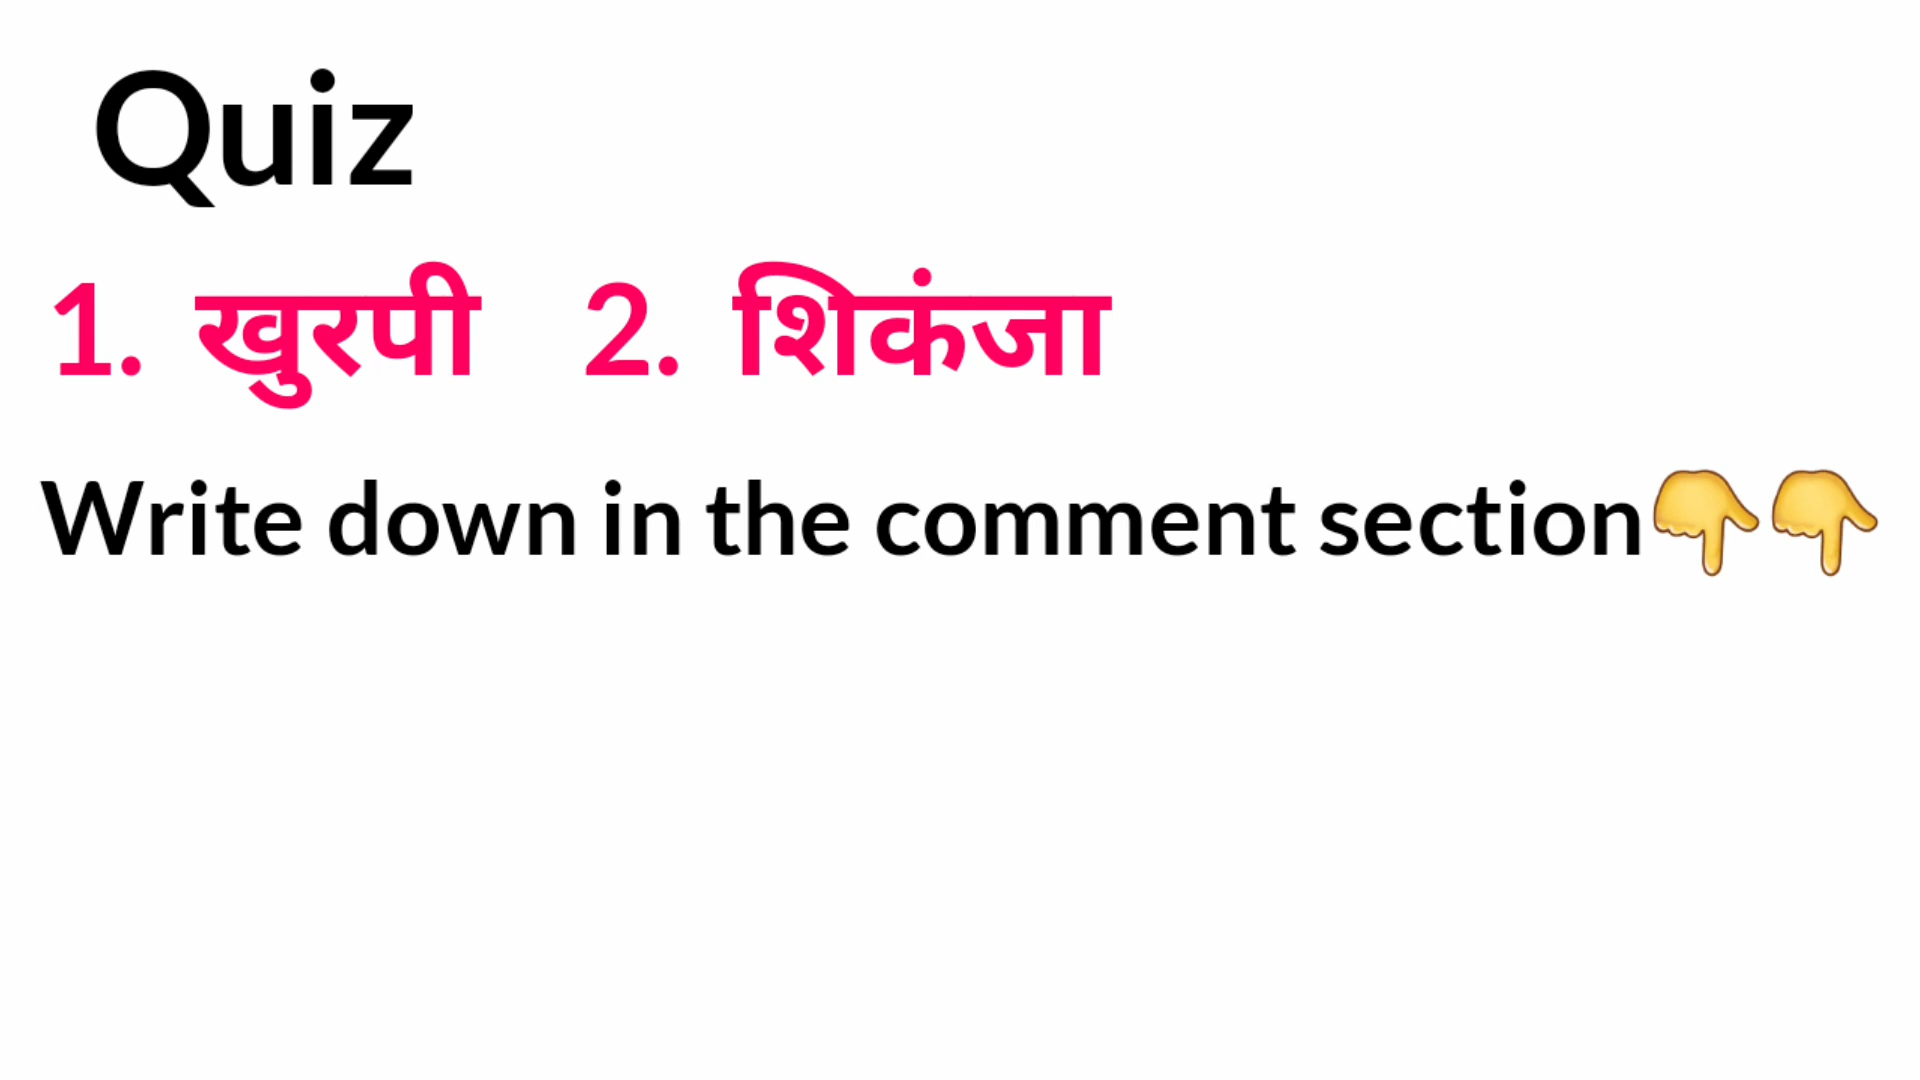 Quiz
1. खुरपी 2. शिकंजा
Write down in the comment section👇👇